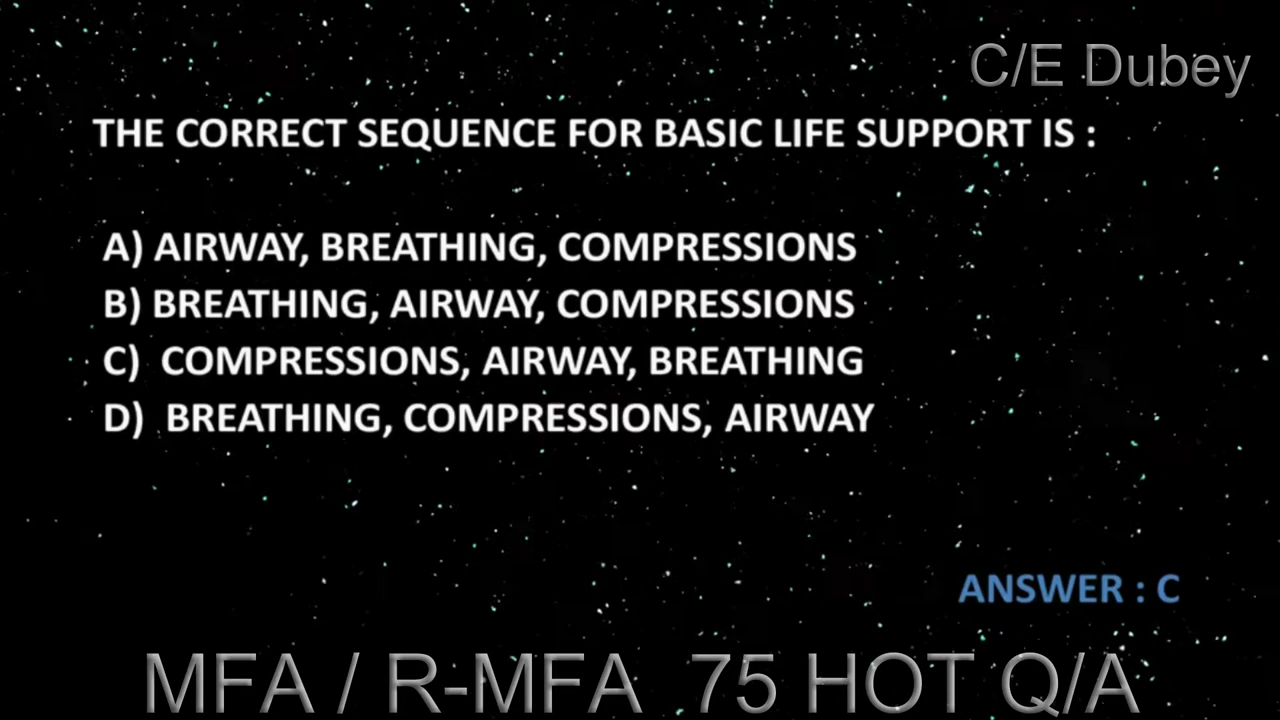 C/E Dubey
THE CORRECT SEQUENCE FOR BASIC LIFE SUPPORT IS :
A) AIRWAY, BREATHING, COMPRESSIONS
B) BREATHING, AIRWAY, COMPRESSIONS
C) COMPRESSIONS, AIRWAY, BREATHING
D) BREATHING, COMPRESSIONS, AIRWAY
ANSWER : C
MFA / R-MFA 75 HOT Q/A